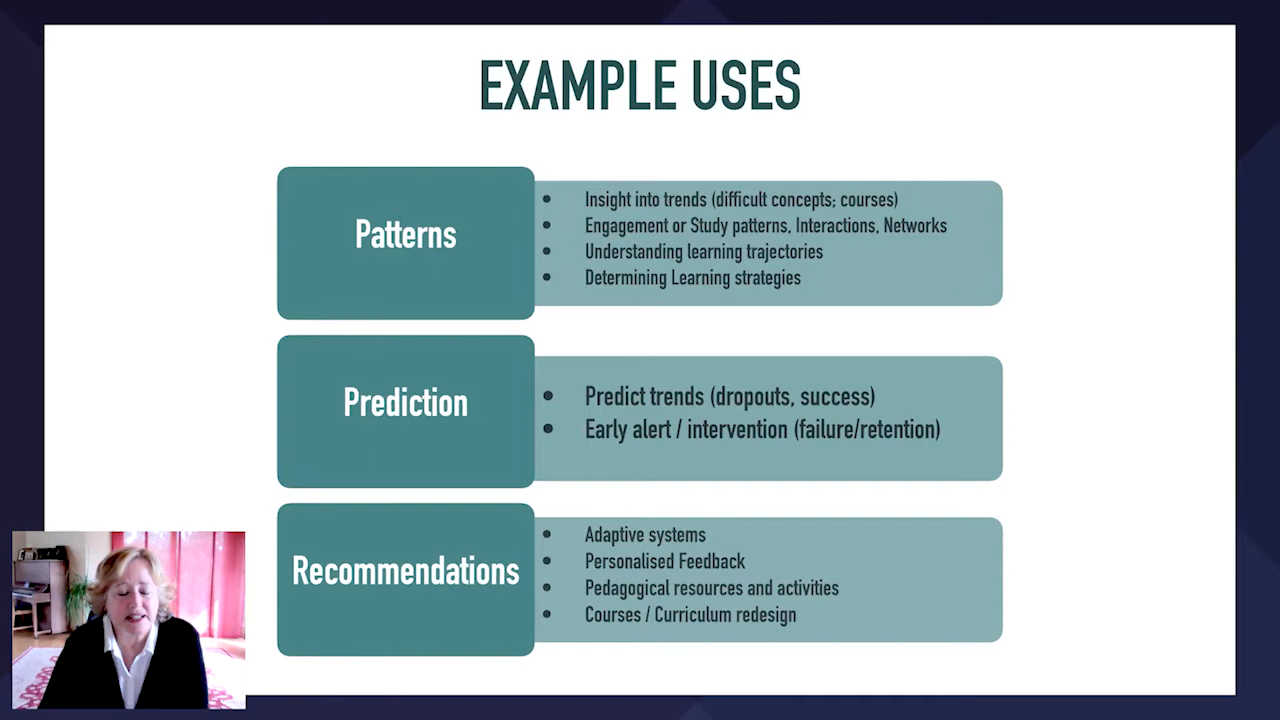 EXAMPLE USES
Patterns
• Insight into trends (difficult concepts; courses)
• Engagement or Study patterns, Interactions, Networks
• Understanding learning trajectories
• Determining Learning strategies
Prediction
• Predict trends (dropouts, success)
• Early alert / intervention (failure/retention)
Recommendations
• Adaptive systems
• Personalised Feedback
• Pedagogical resources and activities
• Courses / Curriculum redesign